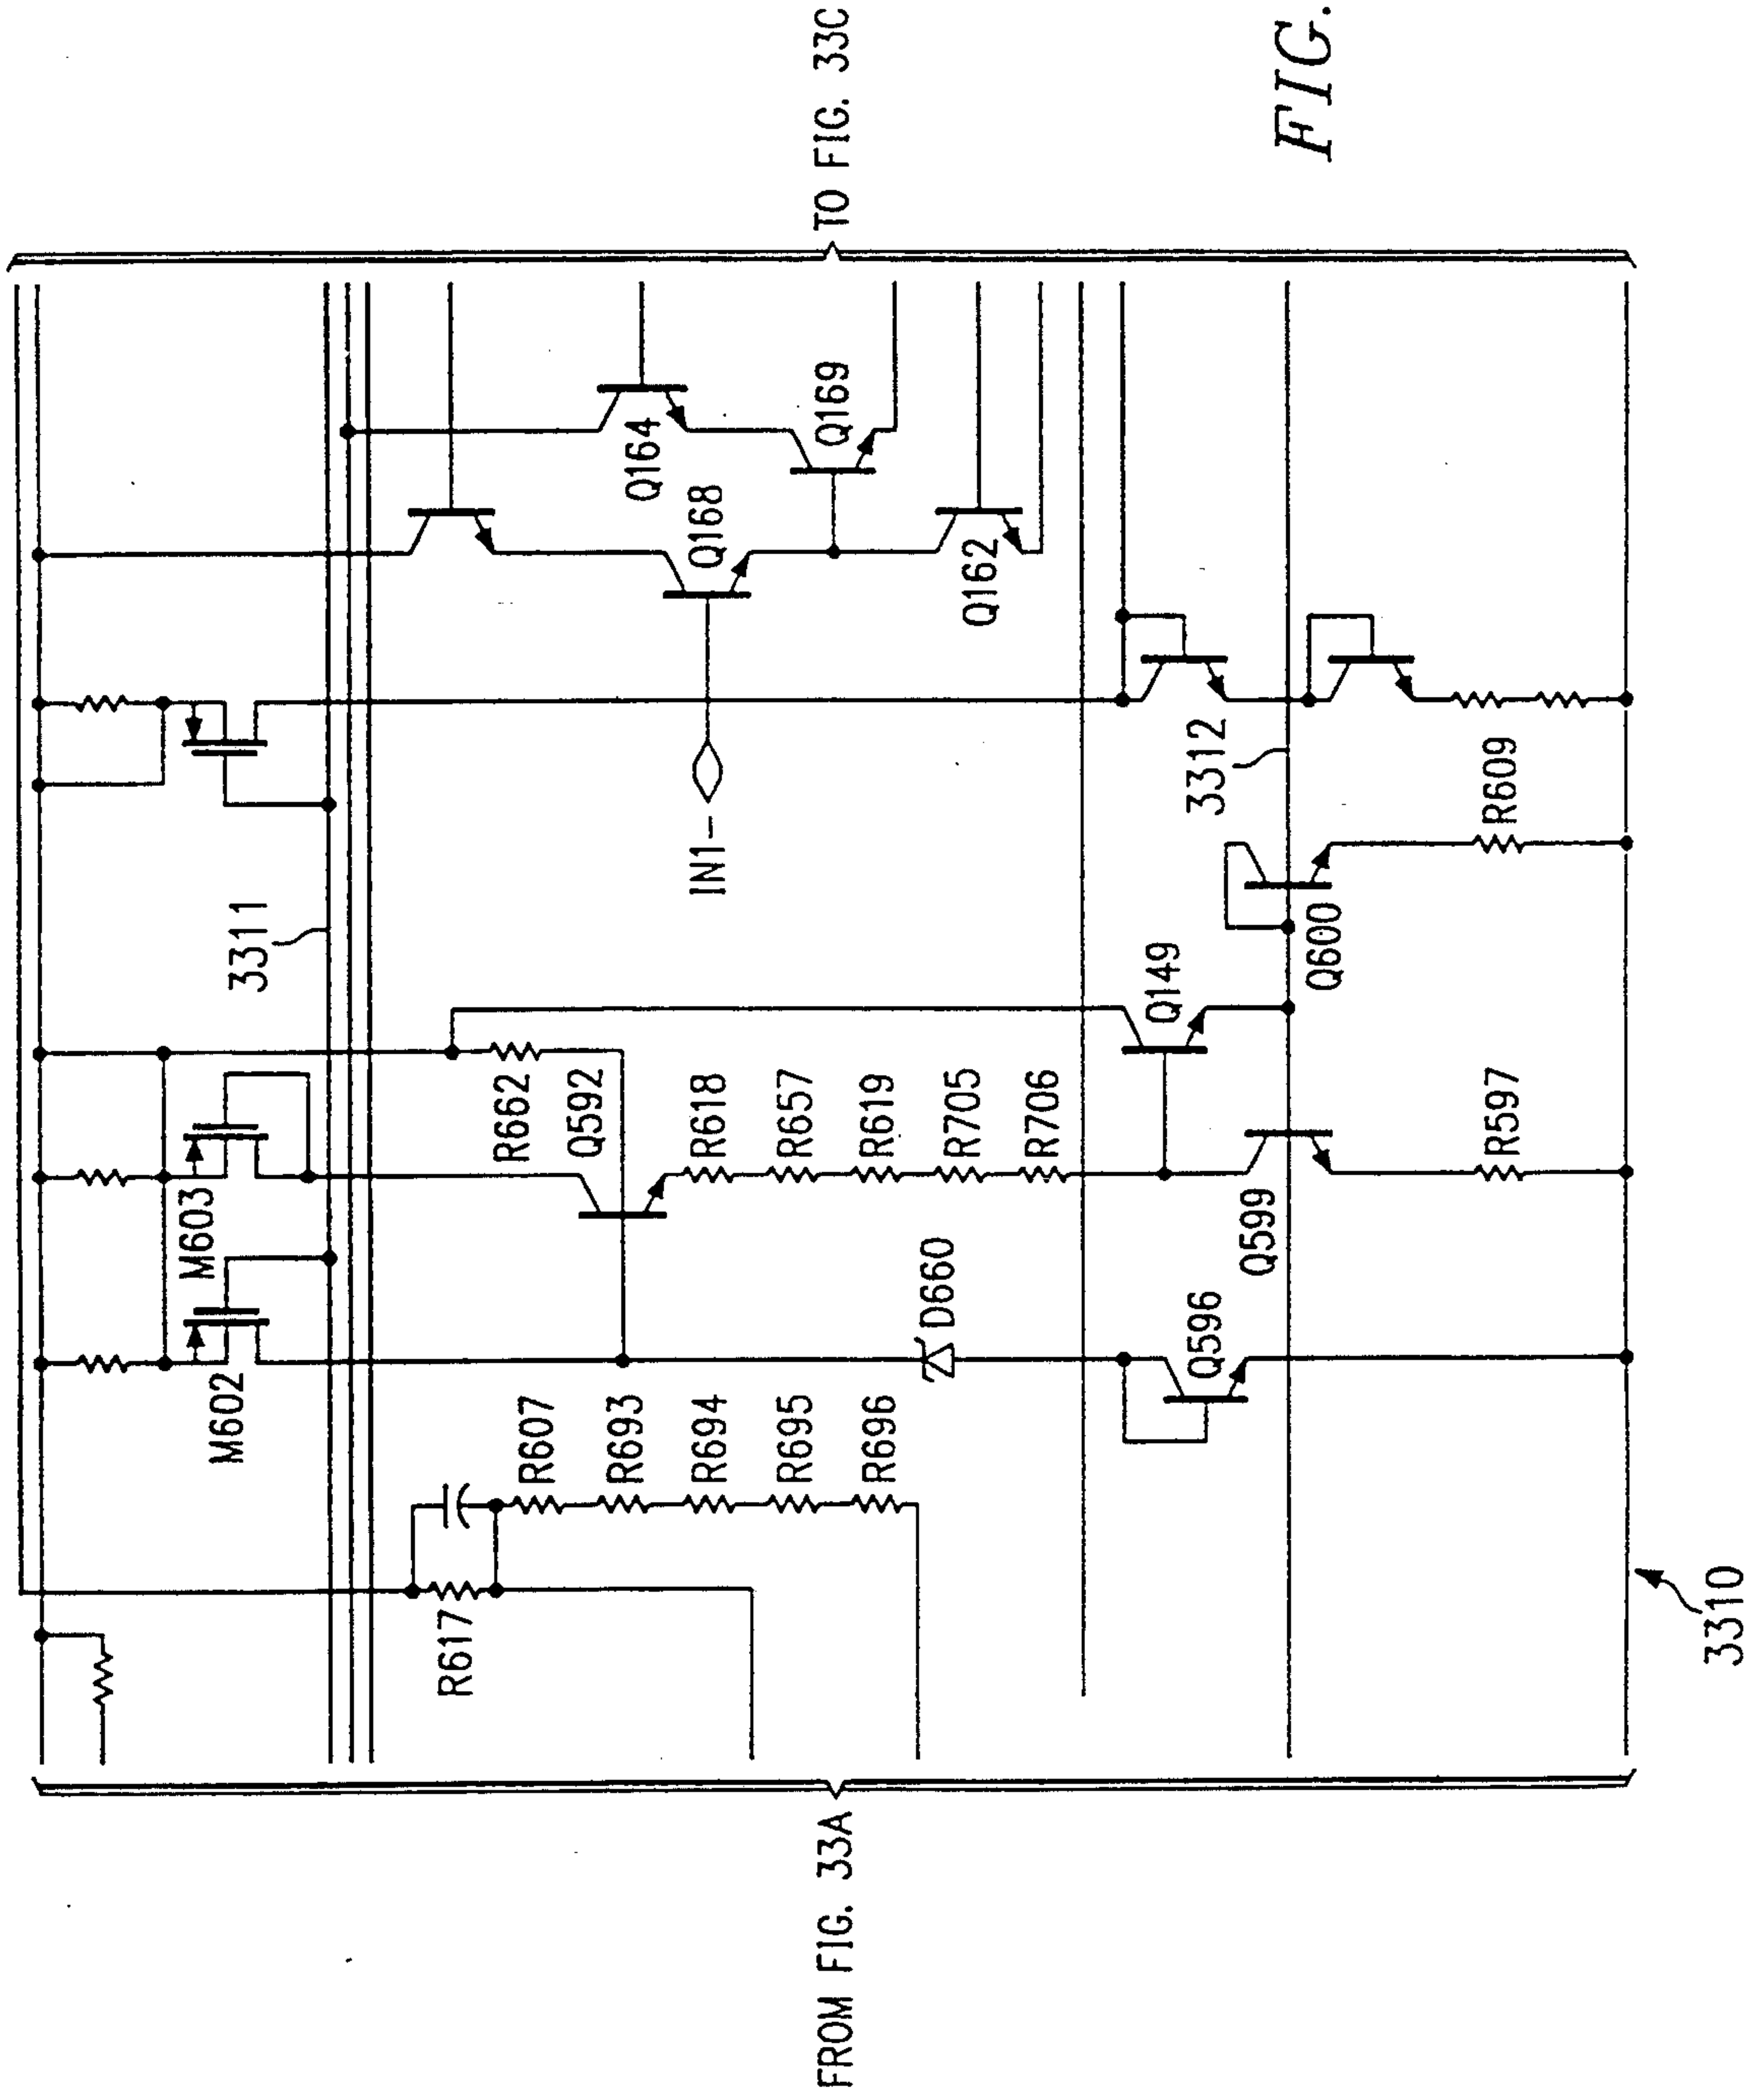 FROM FIG. 33A
TO FIG. 33C
FIG.
3310
3311
3312
M602
M603
R617
R607
R693
R694
R695
R696
R662
Q592
R618
R657
R619
R705
R706
D660
Q596
Q599
R597
Q149
Q600
R609
IN1-
Q168
Q164
Q169
Q162